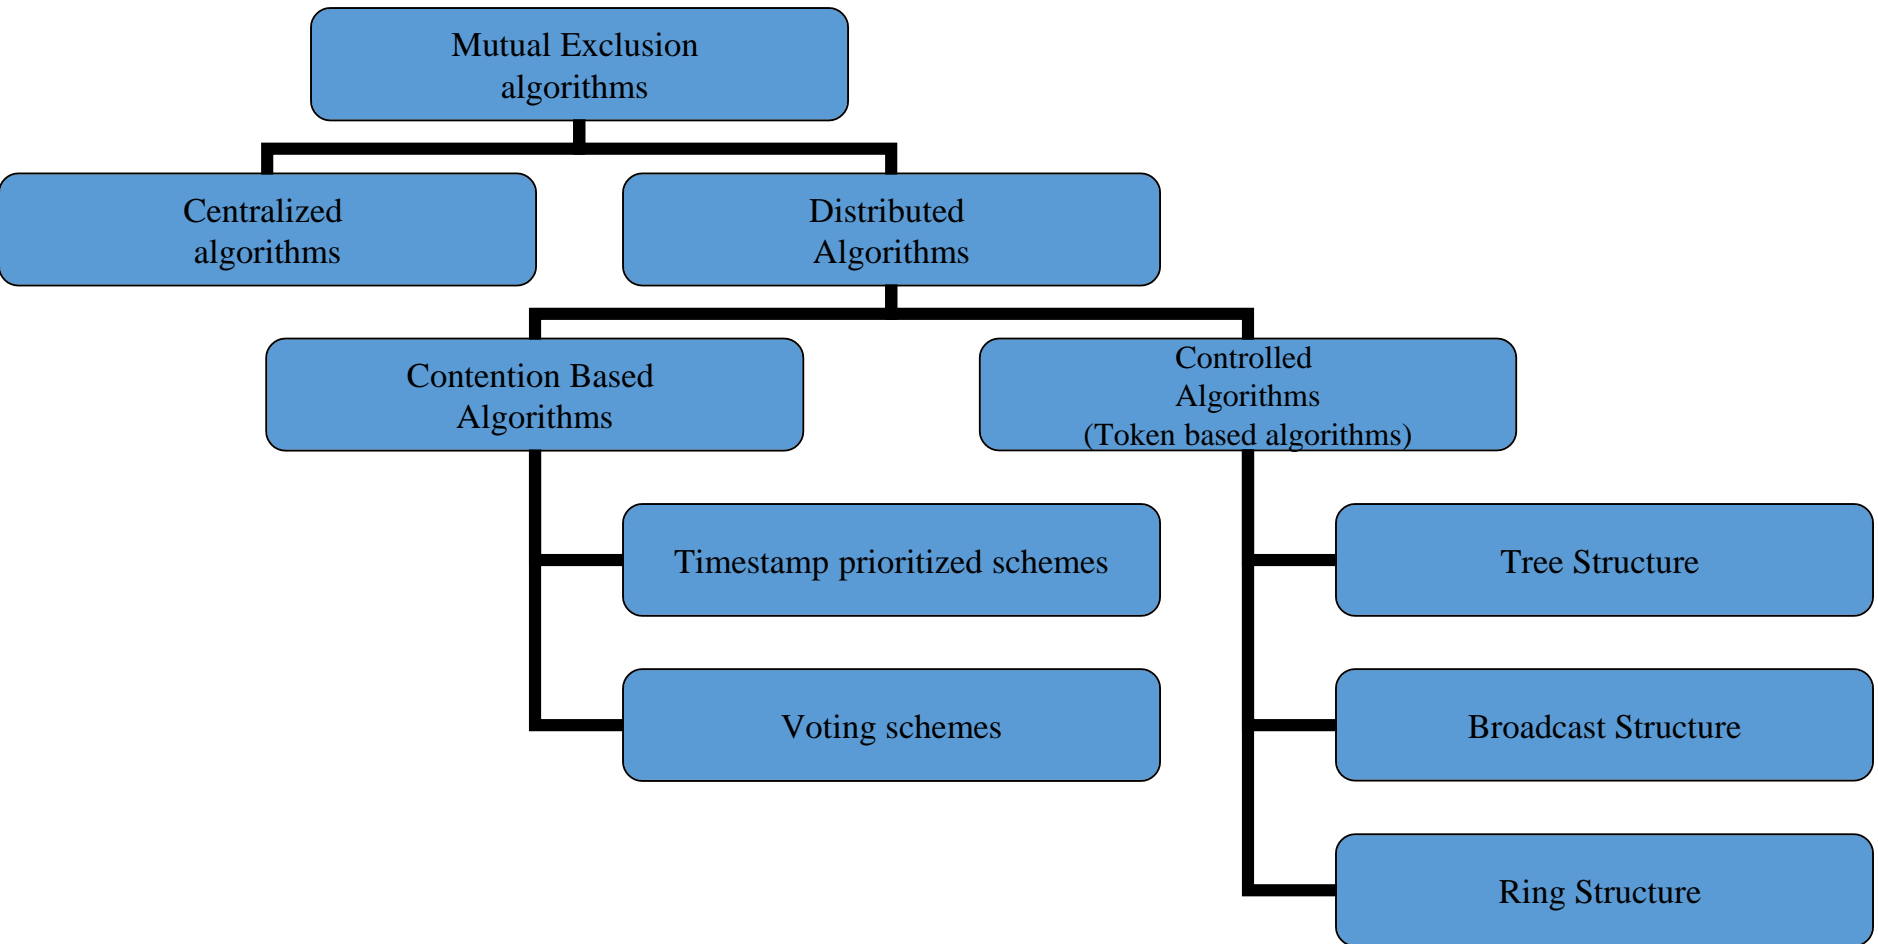 Mutual Exclusion
algorithms
Centralized
algorithms
Distributed
Algorithms
Contention Based
Algorithms
Controlled
Algorithms
(Token based algorithms)
Timestamp prioritized schemes
Tree Structure
Voting schemes
Broadcast Structure
Ring Structure